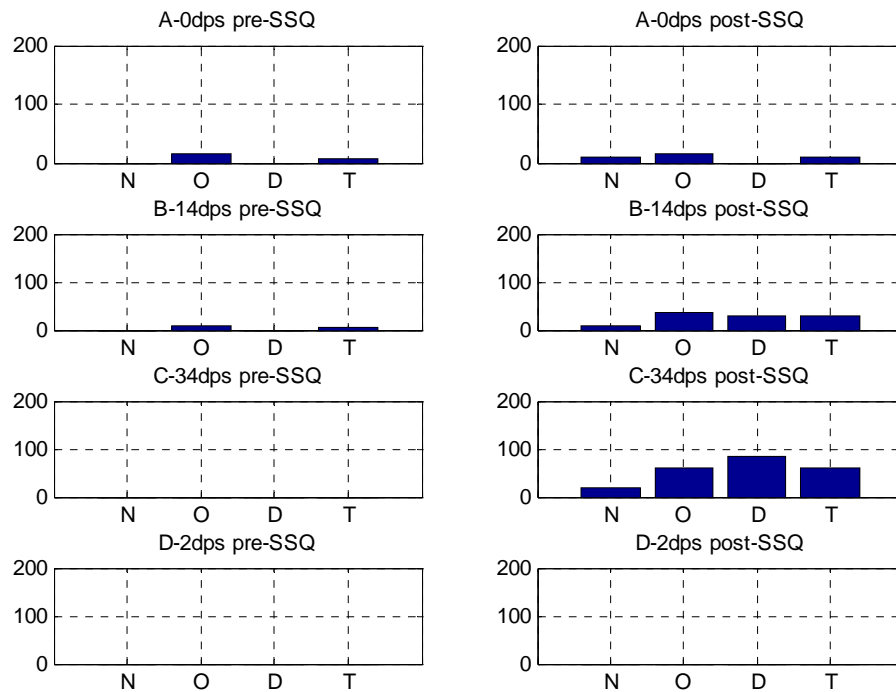 A-0dps pre-SSQ
200
100
0
N O D T
A-0dps post-SSQ
200
100
0
N O D T
B-14dps pre-SSQ
200
100
0
N O D T
B-14dps post-SSQ
200
100
0
N O D T
C-34dps pre-SSQ
200
100
0
N O D T
C-34dps post-SSQ
200
100
0
N O D T
D-2dps pre-SSQ
200
100
0
N O D T
D-2dps post-SSQ
200
100
0
N O D T